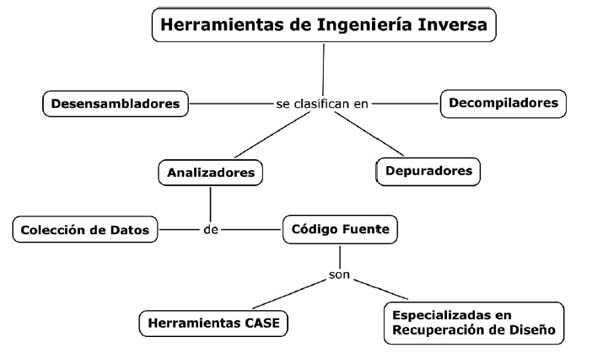 Herramientas de Ingeniería Inversa
Desensambladores
se clasifican en
Decompiladores
Analizadores
Depuradores
Colección de Datos
de
Código Fuente
son
Herramientas CASE
Especializadas en
Recuperación de Diseño